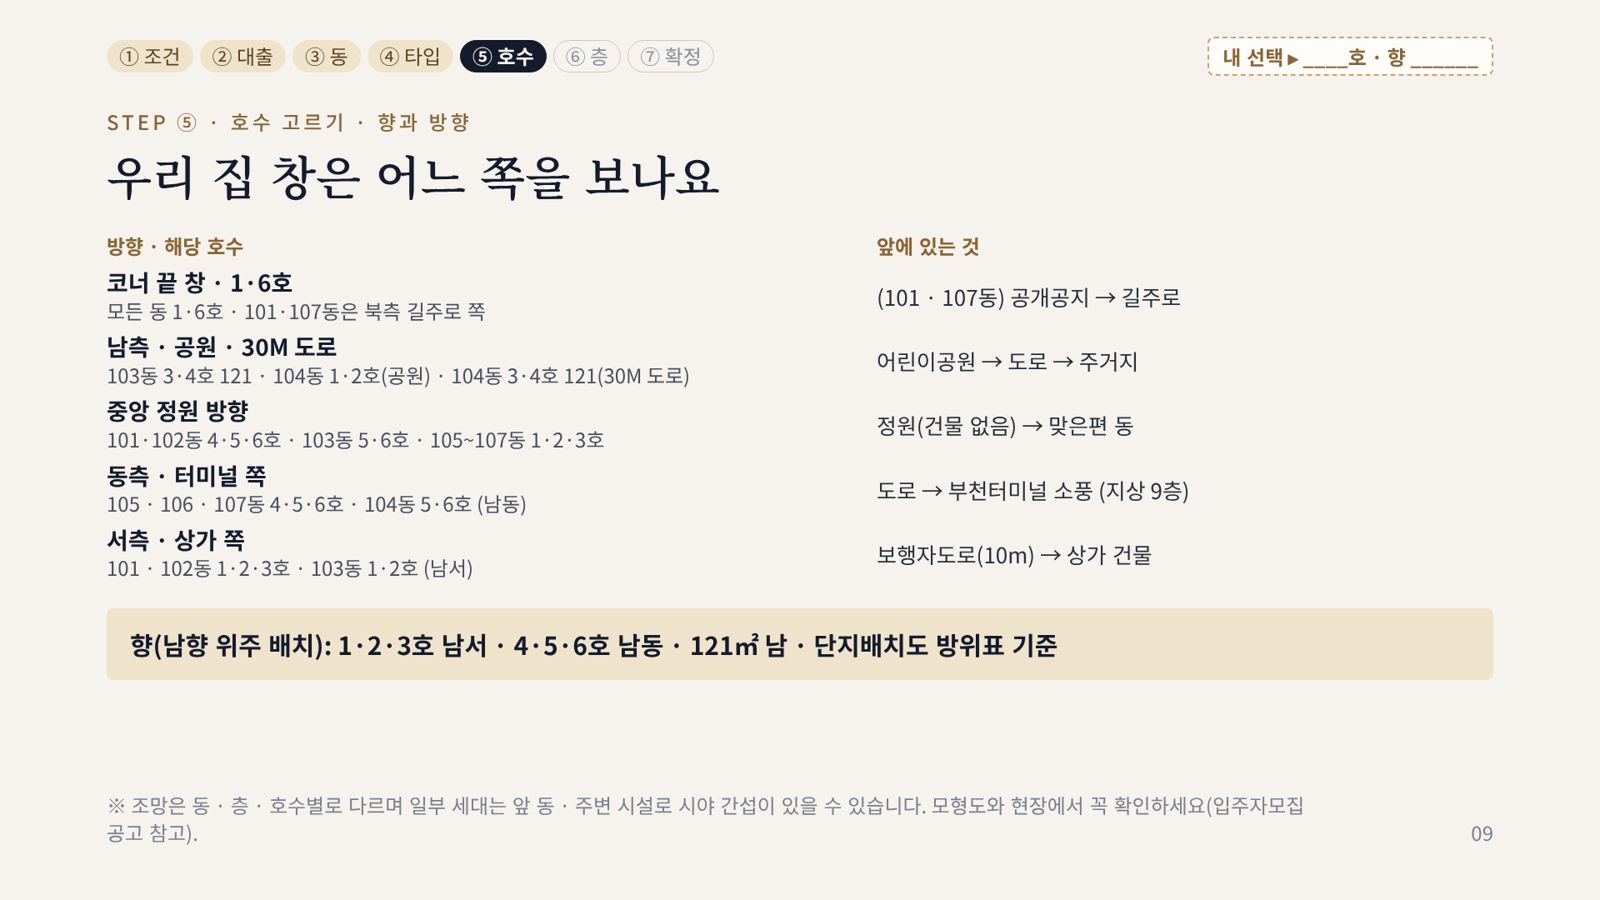 ① 조건 ② 대출 ③ 동 ④ 타입 ⑤ 호수 ⑥ 층 ⑦ 확정
내 선택 ▸ ____호 · 향 ______
STEP ⑤ · 호수 고르기 · 향과 방향
우리 집 창은 어느 쪽을 보나요
방향 · 해당 호수
앞에 있는 것
코너 끝 창 · 1·6호
모든 동 1·6호 · 101·107동은 북측 길주로 쪽
(101 · 107동) 공개공지 → 길주로
남측 · 공원 · 30M 도로
103동 3·4호 121 · 104동 1·2호(공원) · 104동 3·4호 121(30M 도로)
어린이공원 → 도로 → 주거지
중앙 정원 방향
101·102동 4·5·6호 · 103동 5·6호 · 105~107동 1·2·3호
정원(건물 없음) → 맞은편 동
동측 · 터미널 쪽
105 · 106 · 107동 4·5·6호 · 104동 5·6호 (남동)
도로 → 부천터미널 소풍 (지상 9층)
서측 · 상가 쪽
101 · 102동 1·2·3호 · 103동 1·2호 (남서)
보행자도로(10m) → 상가 건물
향(남향 위주 배치): 1·2·3호 남서 · 4·5·6호 남동 · 121㎡ 남 · 단지배치도 방위표 기준
※ 조망은 동 · 층 · 호수별로 다르며 일부 세대는 앞 동 · 주변 시설로 시야 간섭이 있을 수 있습니다. 모형도와 현장에서 꼭 확인하세요(입주자모집
공고 참고).
09